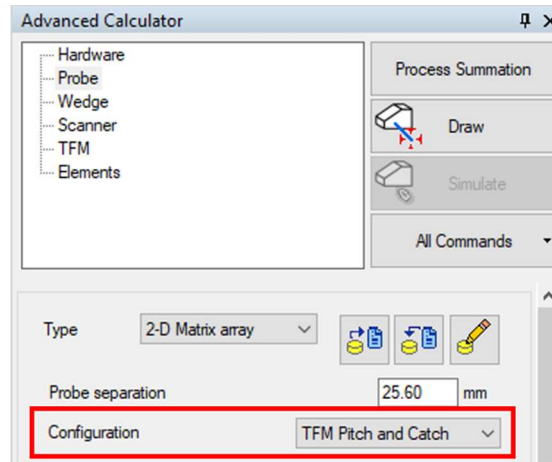 Advanced Calculator
Hardware
Probe
Wedge
Scanner
TFM
Elements
Process Summation
Draw
Simulate
All Commands
Type 2-D Matrix array
Probe separation 25.60 mm
Configuration TFM Pitch and Catch